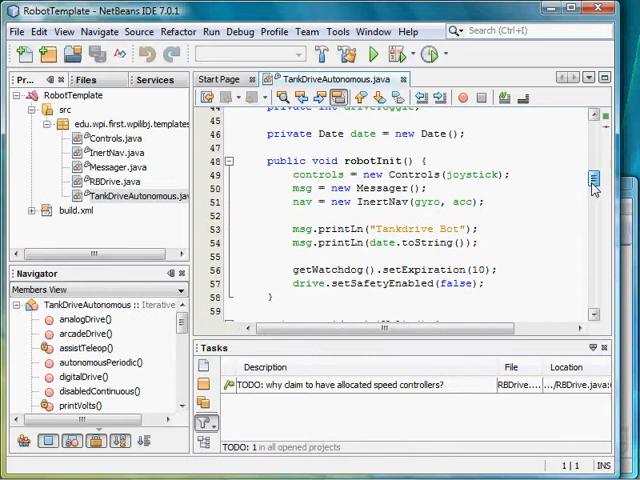 RobotTemplate - NetBeans IDE 7.0.1
File Edit View Navigate Source Refactor Run Debug Profile Team Tools Window Help
Search (Ctrl+I)
Pr... Files Services
Start Page TankDriveAutonomous.java
RobotTemplate
src
edu.wpi.first.wpilibj.templates
Controls.java
InertNav.java
Messager.java
RBDrive.java
TankDriveAutonomous.java
build.xml
45
46 private Date date = new Date();
47
48 public void robotInit() {
49 controls = new Controls(joystick);
50 msg = new Messager();
51 nav = new InertNav(gyro, acc);
52
53 msg.printLn("Tankdrive Bot");
54 msg.printLn(date.toString());
55
56 getWatchdog().setExpiration(10);
57 drive.setSafetyEnabled(false);
58 }
Navigator
Members View
TankDriveAutonomous :: Iterative
analogDrive()
arcadeDrive()
assistTeleop()
autonomousPeriodic()
digitalDrive()
disabledContinuous()
printVolts()
Tasks
Description File Location
TODO: why claim to have allocated speed controllers? RBDrive.... .../RBDrive.java:
TODO: 1 in all opened projects
1 | 1 INS